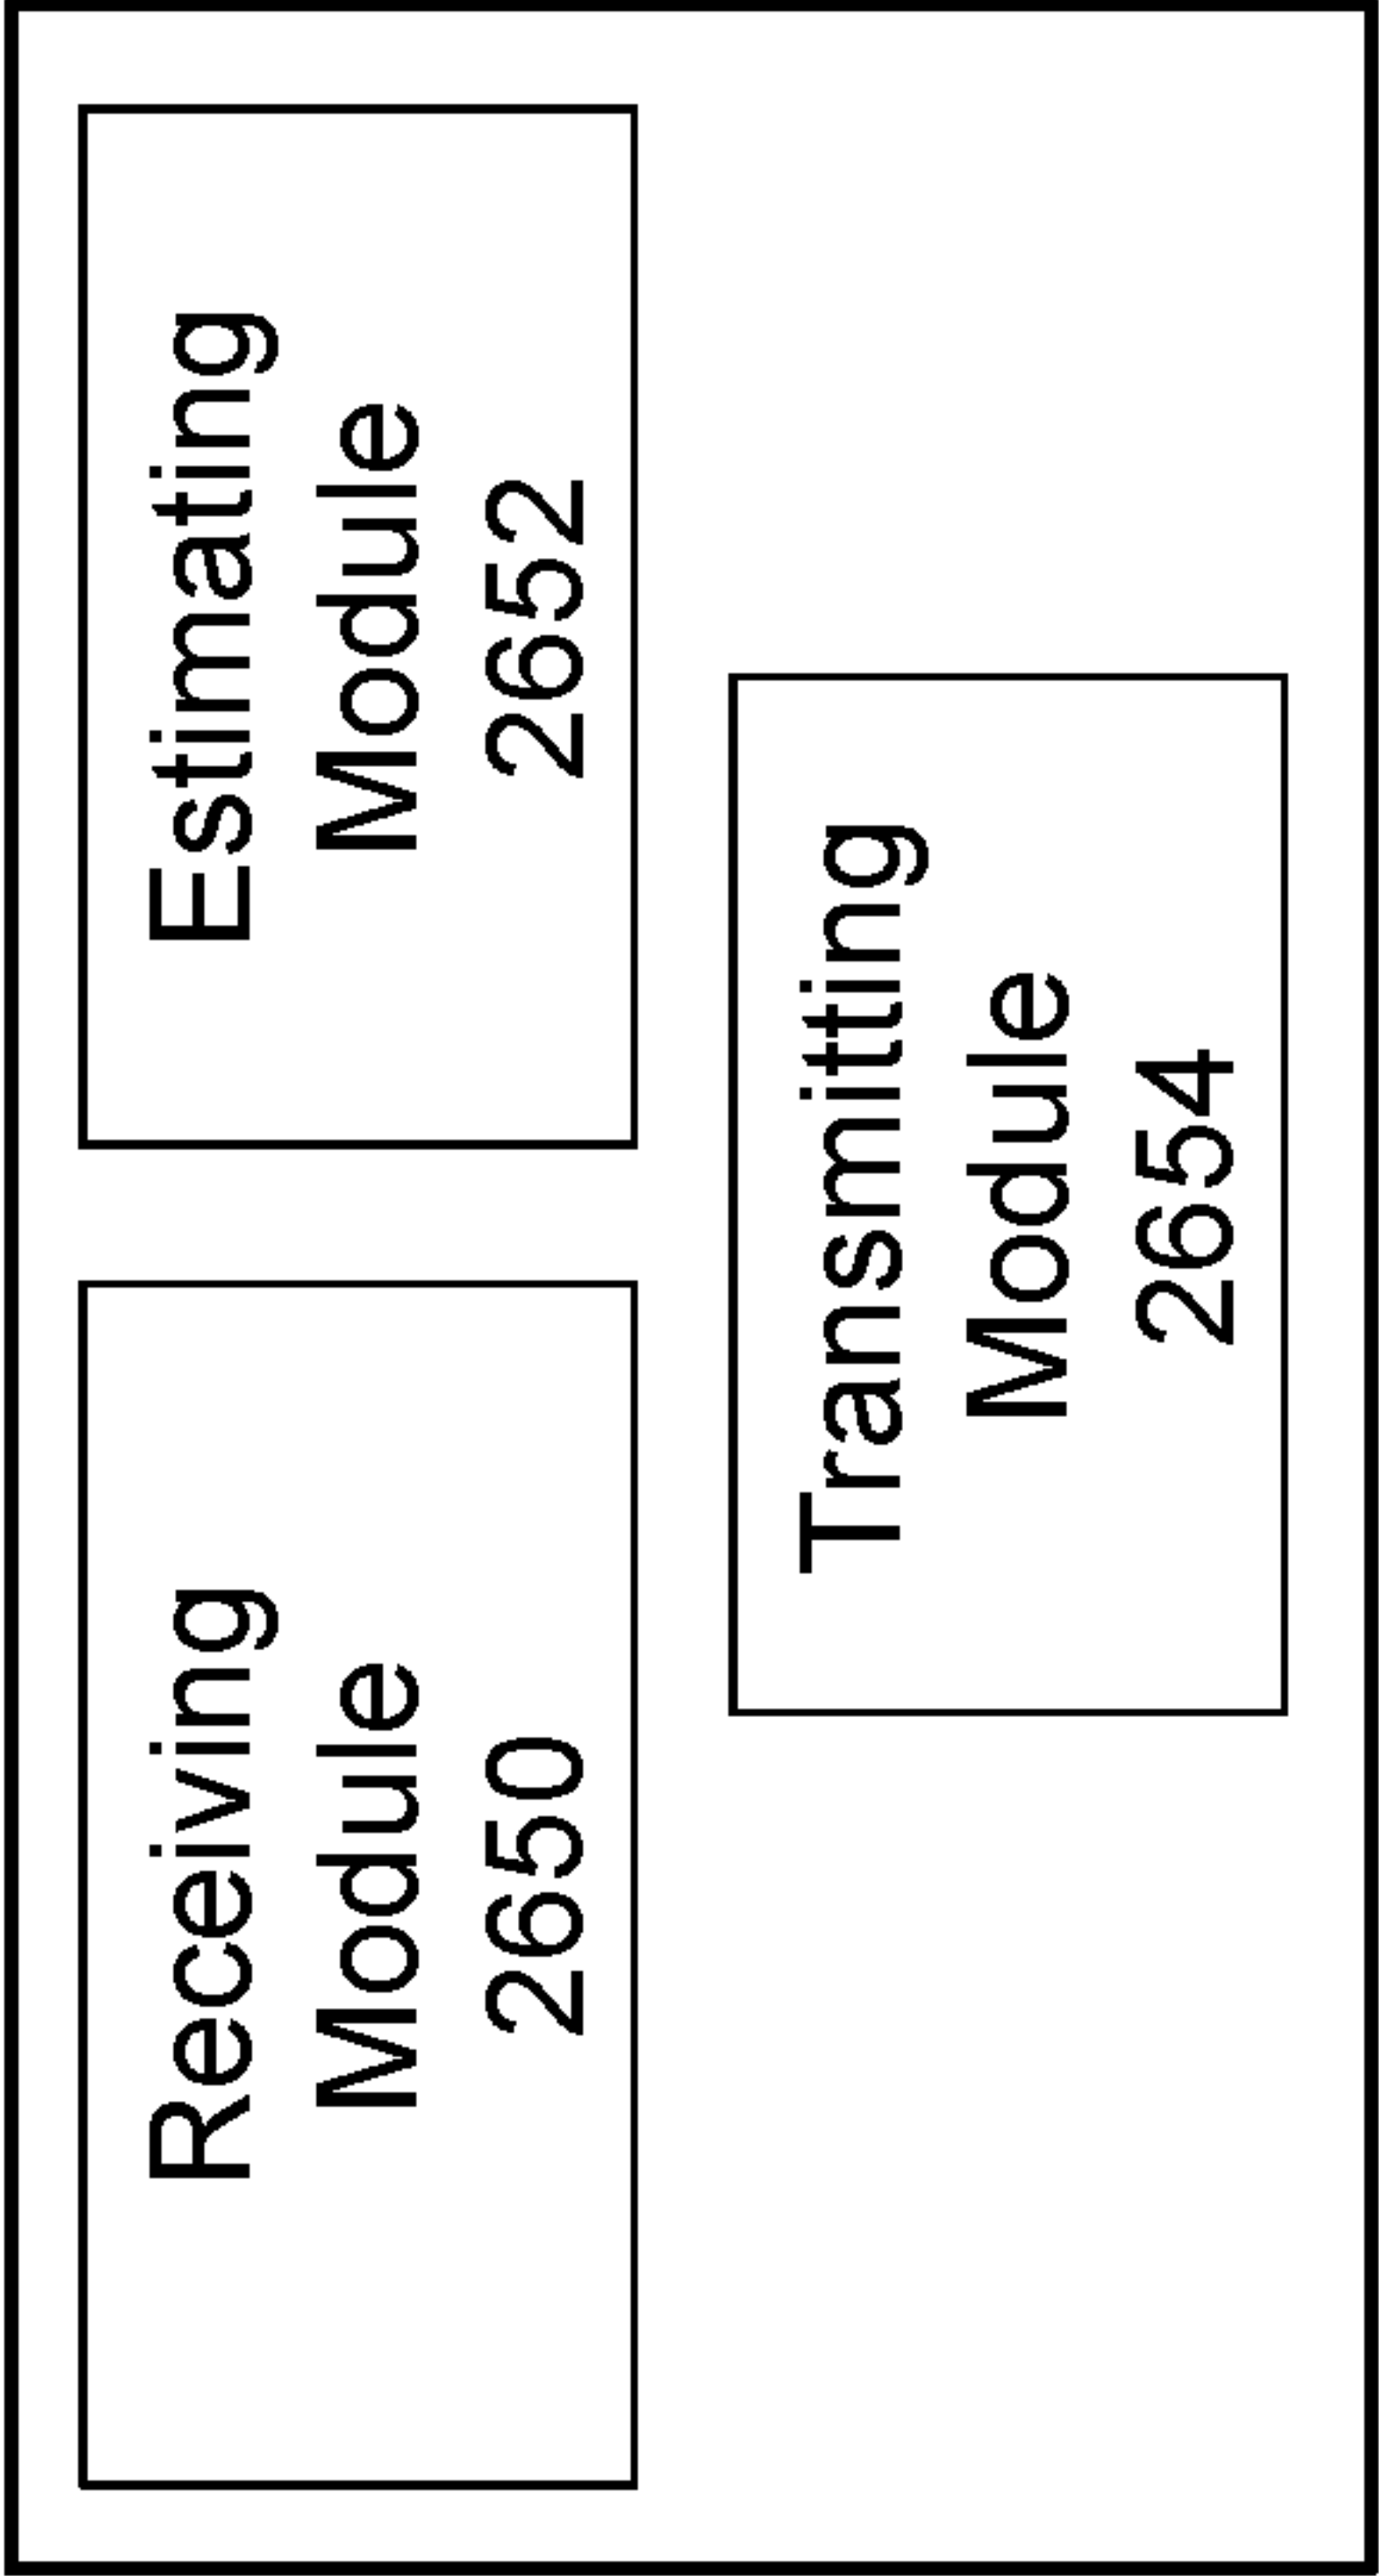 Receiving
Module
2650
Estimating
Module
2652
Transmitting
Module
2654